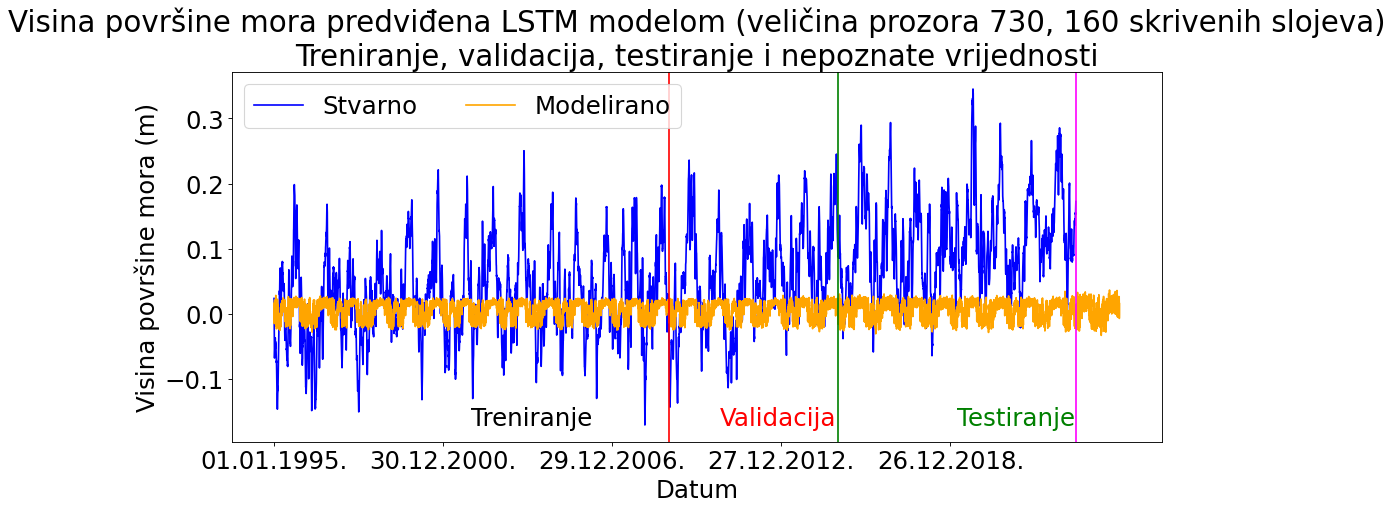 Visina površine mora predviđena LSTM modelom (veličina prozora 730, 160 skrivenih slojeva)
Treniranje, validacija, testiranje i nepoznate vrijednosti
Stvarno Modelirano
Visina površine mora (m)
0.3
0.2
0.1
0.0
−0.1
Treniranje Validacija Testiranje
01.01.1995. 30.12.2000. 29.12.2006. 27.12.2012. 26.12.2018.
Datum